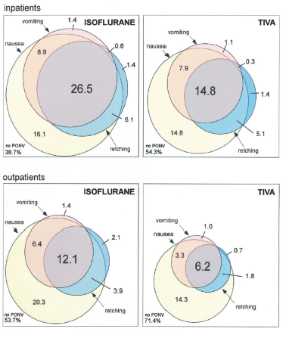 inpatients
vomiting
1.4
ISOFLURANE
nausea
8.9
0.8
1.4
26.5
16.1
8.1
no PONV
38.7%
retching
vomiting
1.1
TIVA
nausea
7.9
0.3
1.4
14.8
14.8
5.1
no PONV
54.3%
retching
outpatients
ISOFLURANE
vomiting
1.4
nausea
6.4
2.1
12.1
3.9
20.3
no PONV
53.7%
retching
TIVA
vomiting
1.0
nausea
3.3
0.7
6.2
1.8
14.3
no PONV
71.4%
retching